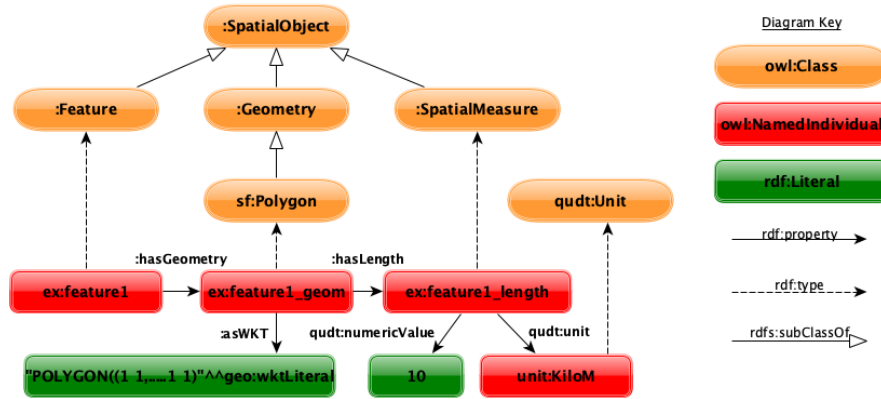 :SpatialObject
Diagram Key
owl:Class
:Feature
:Geometry
:SpatialMeasure
owl:NamedIndividual
rdf:Literal
sf:Polygon
qudt:Unit
rdf:property
:hasGeometry
:hasLength
ex:feature1
ex:feature1_geom
ex:feature1_length
rdf:type
:asWKT
qudt:numericValue
qudt:unit
rdfs:subClassOf
"POLYGON((1 1,.....1 1)"^^geo:wktLiteral
10
unit:KiloM